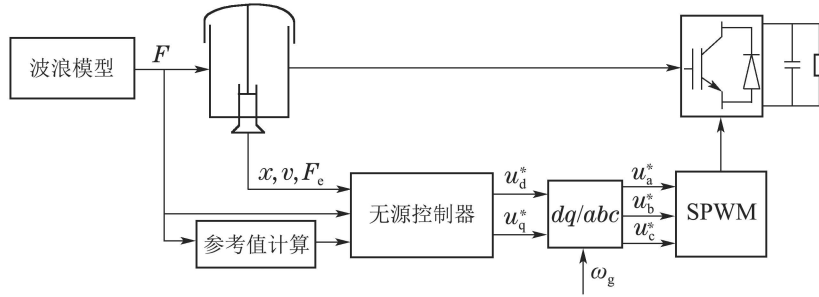 波浪模型
F
x, v, F_e
无源控制器
参考值计算
u_d^*
u_q^*
dq/abc
ω_g
u_a^*
u_b^*
u_c^*
SPWM